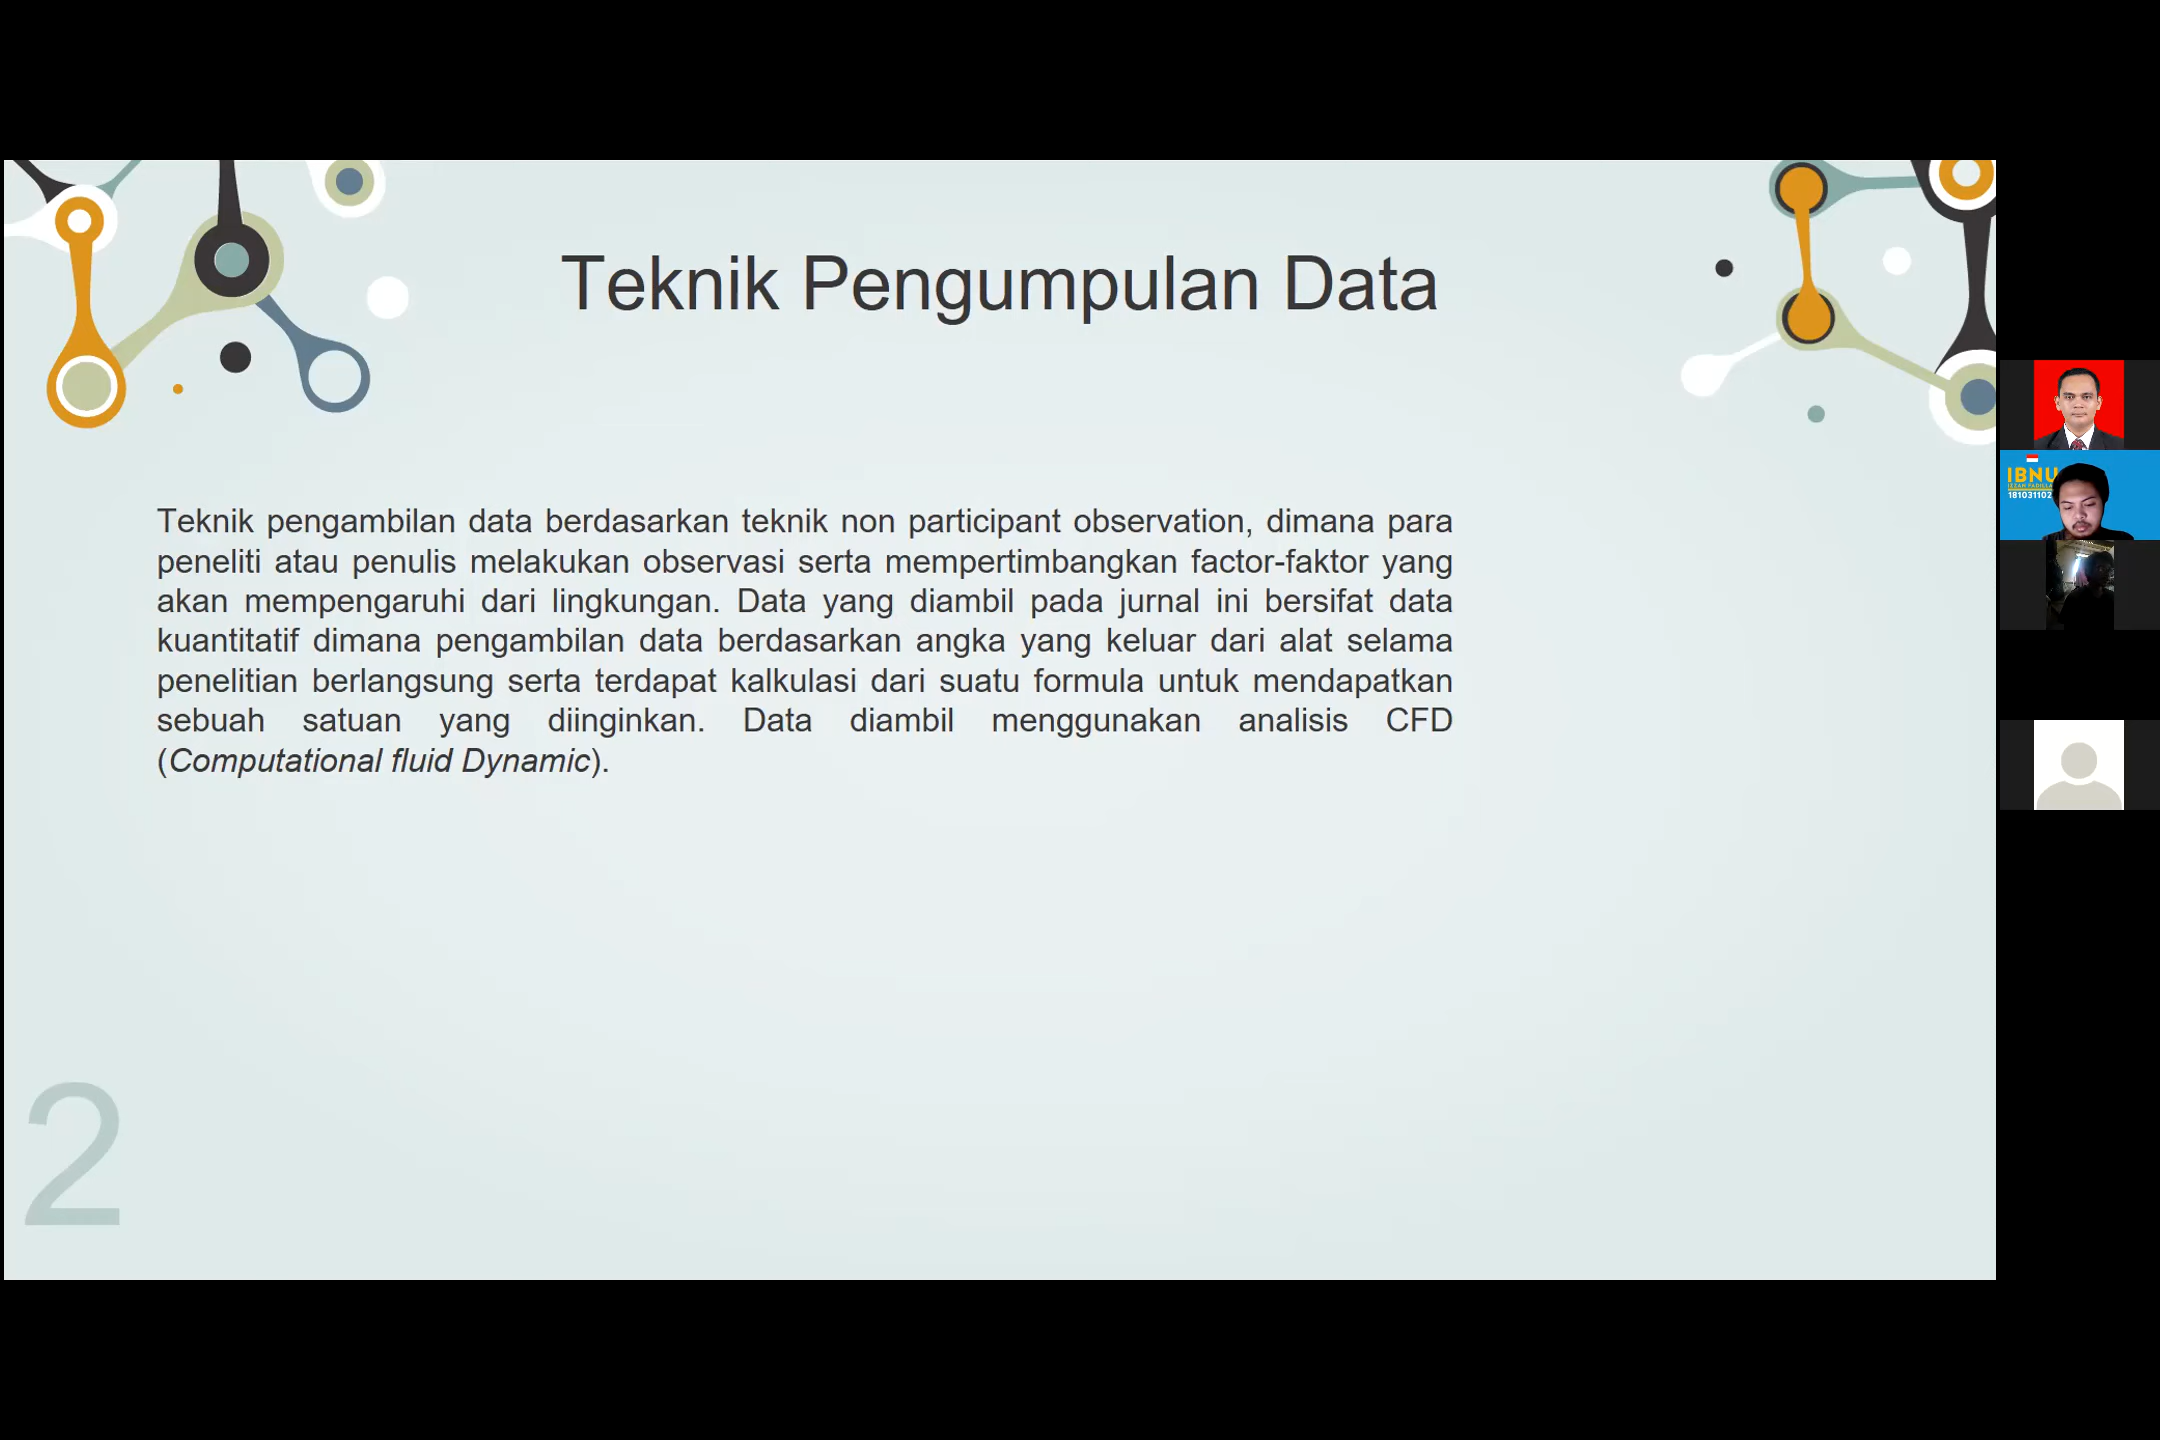 Teknik Pengumpulan Data
Teknik pengambilan data berdasarkan teknik non participant observation, dimana para
peneliti atau penulis melakukan observasi serta mempertimbangkan factor-faktor yang
akan mempengaruhi dari lingkungan. Data yang diambil pada jurnal ini bersifat data
kuantitatif dimana pengambilan data berdasarkan angka yang keluar dari alat selama
penelitian berlangsung serta terdapat kalkulasi dari suatu formula untuk mendapatkan
sebuah satuan yang diinginkan. Data diambil menggunakan analisis CFD
(Computational fluid Dynamic).
2
IBNU
181031102